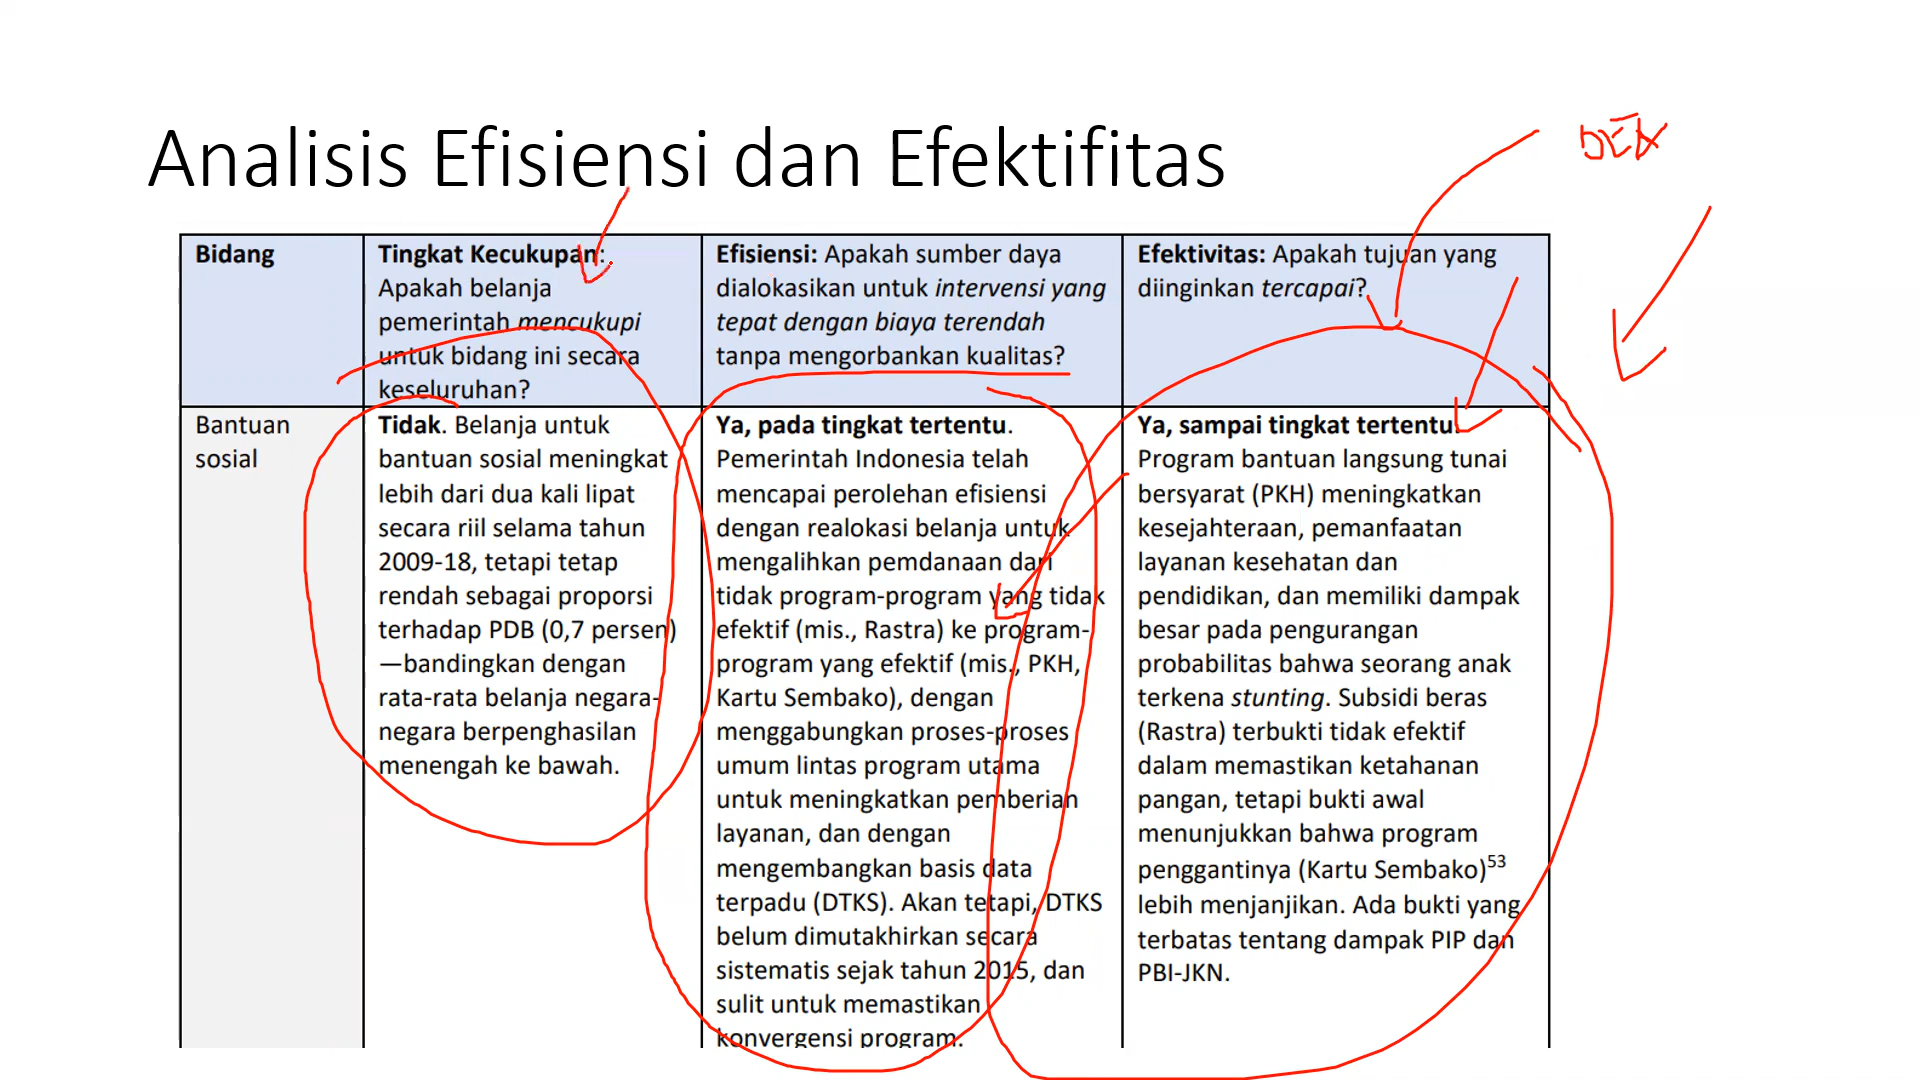 Analisis Efisiensi dan Efektifitas
DEA
Bidang
Tingkat Kecukupan:
Apakah belanja
pemerintah mencukupi
untuk bidang ini secara
keseluruhan?
Efisiensi: Apakah sumber daya
dialokasikan untuk intervensi yang
tepat dengan biaya terendah
tanpa mengorbankan kualitas?
Efektivitas: Apakah tujuan yang
diinginkan tercapai?
Bantuan
sosial
Tidak. Belanja untuk
bantuan sosial meningkat
lebih dari dua kali lipat
secara riil selama tahun
2009-18, tetapi tetap
rendah sebagai proporsi
terhadap PDB (0,7 persen)
—bandingkan dengan
rata-rata belanja negara-
negara berpenghasilan
menengah ke bawah.
Ya, pada tingkat tertentu.
Pemerintah Indonesia telah
mencapai perolehan efisiensi
dengan realokasi belanja untuk
mengalihkan pemdanaan dari
tidak program-program yang tidak
efektif (mis., Rastra) ke program-
program yang efektif (mis., PKH,
Kartu Sembako), dengan
menggabungkan proses-proses
umum lintas program utama
untuk meningkatkan pemberian
layanan, dan dengan
mengembangkan basis data
terpadu (DTKS). Akan tetapi, DTKS
belum dimutakhirkan secara
sistematis sejak tahun 2015, dan
sulit untuk memastikan
konvergensi program.
Ya, sampai tingkat tertentu.
Program bantuan langsung tunai
bersyarat (PKH) meningkatkan
kesejahteraan, pemanfaatan
layanan kesehatan dan
pendidikan, dan memiliki dampak
besar pada pengurangan
probabilitas bahwa seorang anak
terkena stunting. Subsidi beras
(Rastra) terbukti tidak efektif
dalam memastikan ketahanan
pangan, tetapi bukti awal
menunjukkan bahwa program
penggantinya (Kartu Sembako)53
lebih menjanjikan. Ada bukti yang
terbatas tentang dampak PIP dan
PBI-JKN.